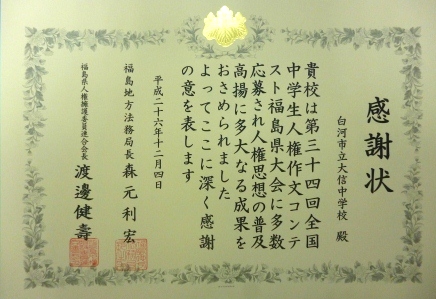 感謝状
白河市立大信中学校 殿
貴校は第三十四回全国
中学生人権作文コンテ
スト福島県大会に多数
応募され人権思想の普及
高揚に多大なる成果を
おさめられました
よってここに深く感謝
の意を表します
平成二十六年十二月四日
福島地方法務局長 森元利宏
福島県人権擁護委員連合会長 渡邊健壽